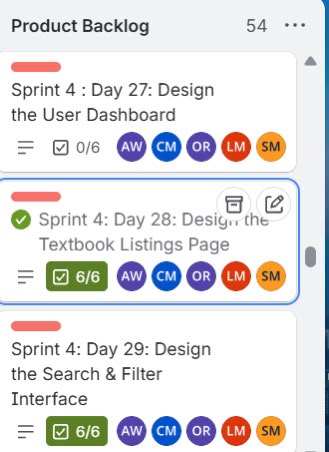 Product Backlog 54 ...
Sprint 4 : Day 27: Design
the User Dashboard
0/6 AW CM OR LM SM
Sprint 4: Day 28: Design the
Textbook Listings Page
6/6 AW CM OR LM SM
Sprint 4: Day 29: Design
the Search & Filter
Interface
6/6 AW CM OR LM SM